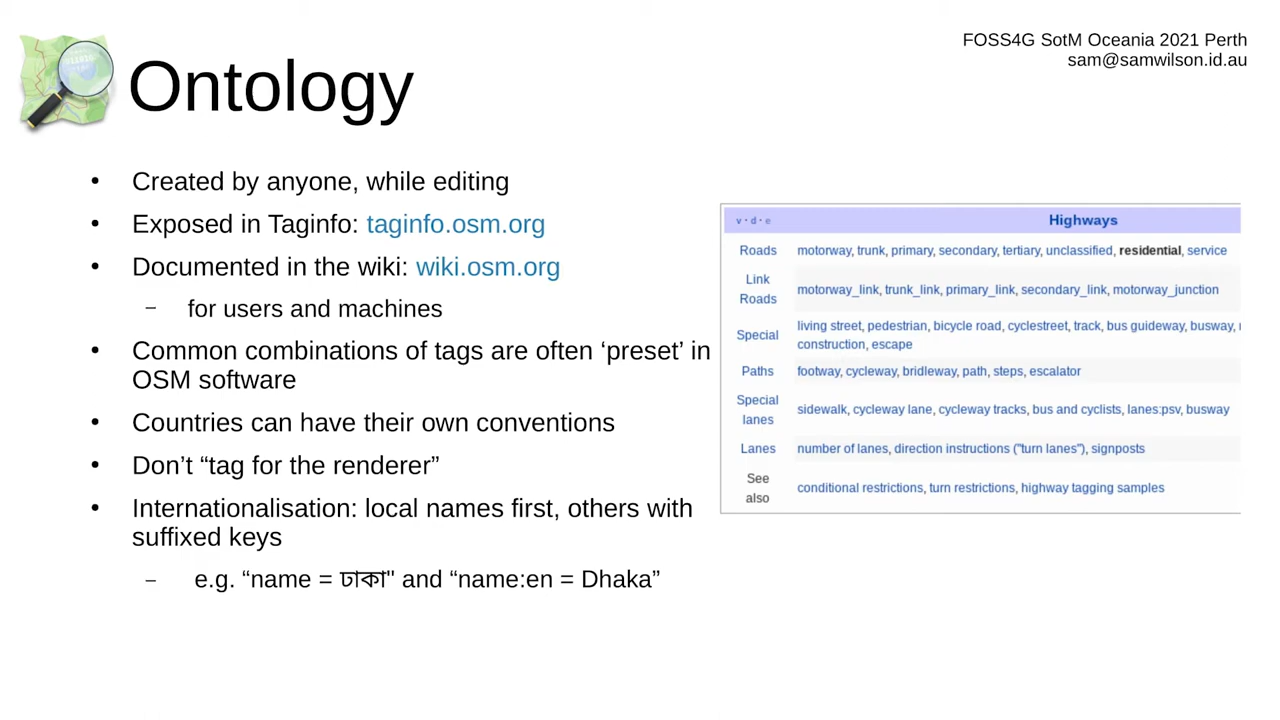 FOSS4G SotM Oceania 2021 Perth
sam@samwilson.id.au
Ontology
• Created by anyone, while editing
• Exposed in Taginfo: taginfo.osm.org
• Documented in the wiki: wiki.osm.org
– for users and machines
• Common combinations of tags are often ‘preset’ in
OSM software
• Countries can have their own conventions
• Don’t “tag for the renderer”
• Internationalisation: local names first, others with
suffixed keys
– e.g. “name = ঢাকা" and “name:en = Dhaka”
v · d · e Highways
Roads motorway, trunk, primary, secondary, tertiary, unclassified, residential, service
Link
Roads
motorway_link, trunk_link, primary_link, secondary_link, motorway_junction
Special
living street, pedestrian, bicycle road, cyclestreet, track, bus guideway, busway,
construction, escape
Paths footway, cycleway, bridleway, path, steps, escalator
Special
lanes
sidewalk, cycleway lane, cycleway tracks, bus and cyclists, lanes:psv, busway
Lanes number of lanes, direction instructions ("turn lanes"), signposts
See
also
conditional restrictions, turn restrictions, highway tagging samples